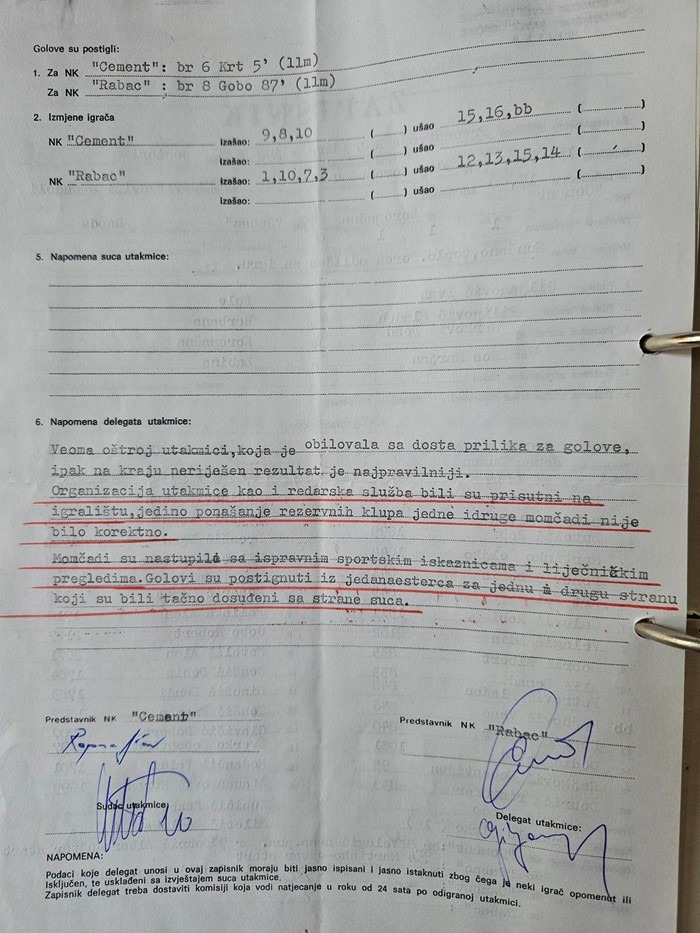 Golove su postigli:
1. Za NK "Cement": br 6 Krt 5' (11m)
Za NK "Rabac" : br 8 Gobo 87' (11m)
2. Izmjene igrača
NK "Cement" izašao: 9,8,10 (........) ušao 15,16,bb (........)
izašao: (........) ušao (........)
NK "Rabac" izašao: 1,10,7,3 (........) ušao 12,13,15,14 (........)
izašao: (........) ušao (........)
5. Napomena suca utakmice:
6. Napomena delegata utakmice:
Veoma oštroj utakmici,koja je obilovala sa dosta prilika za golove,
ipak na kraju neriješen rezultat je najpravilniji.
Organizacija utakmice kao i redarska služba bili su prisutni na
igralištu,jedino ponašanje rezervnih klupa jedne idruge momčadi nije
bilo korektno.
Momčadi su nastupile sa ispravnim sportskim iskaznicama i liječničkim
pregledima.Golovi su postignuti iz jedanaesterca za jednu i drugu stranu
koji su bili tačno dosuđeni sa strane suca.
Predstavnik NK "Cement"
Predstavnik NK "Rabac"
Sudac utakmice
Delegat utakmice:
NAPOMENA:
Podaci koje delegat unosi u ovaj zapisnik moraju biti jasno ispisani i jasno istaknuti zbog čega je neki igrač opomenut ili
Isključen, te usklađeni sa izvještajem suca utakmice.
Zapisnik delegat treba dostaviti komisiji koja vodi natjecanje u roku od 24 sata po odigranoj utakmici.